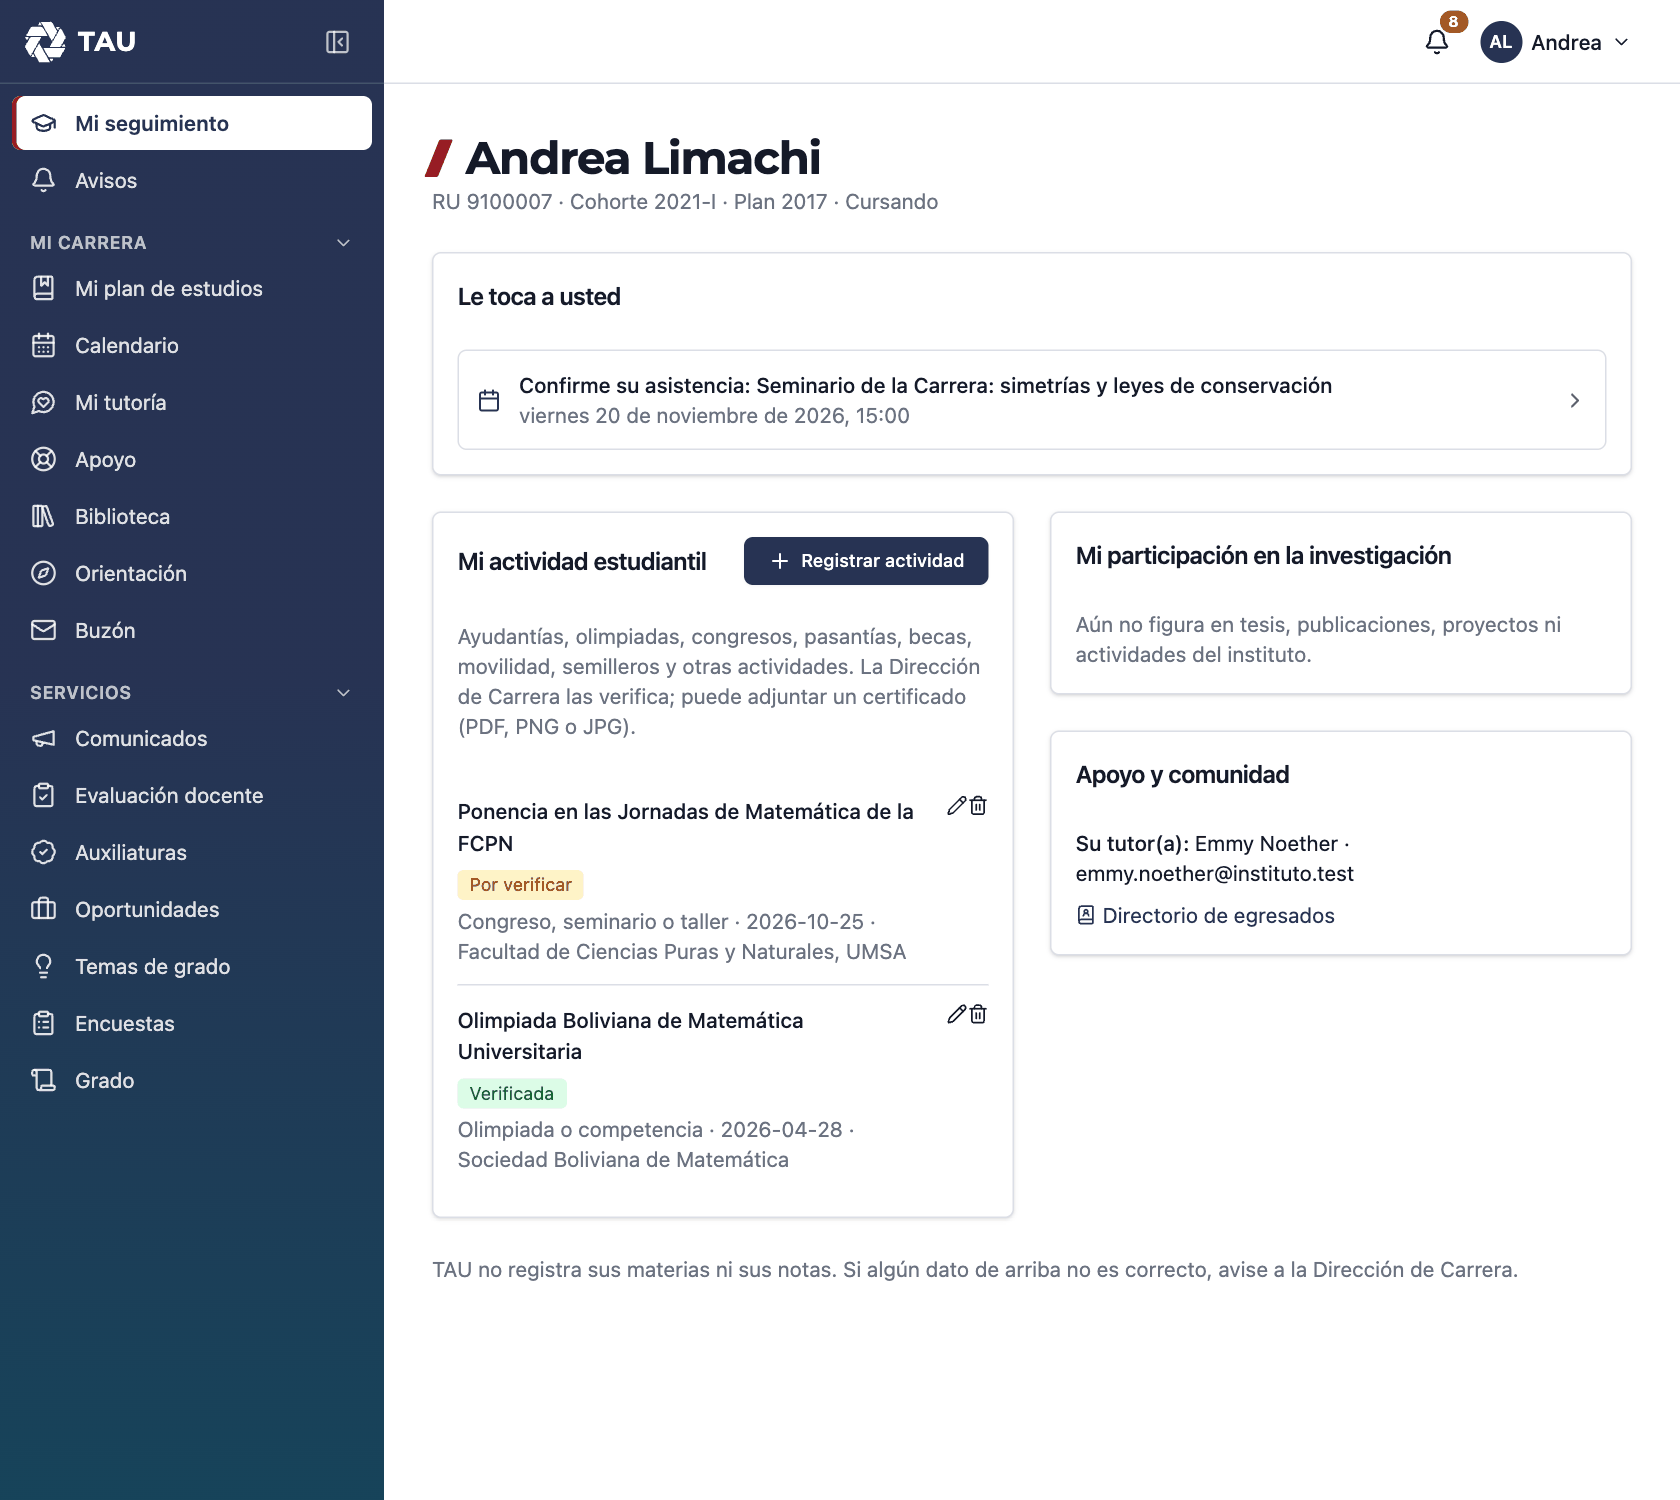 TAU
8
AL
Andrea
Mi seguimiento
Avisos
MI CARRERA
Mi plan de estudios
Calendario
Mi tutoría
Apoyo
Biblioteca
Orientación
Buzón
SERVICIOS
Comunicados
Evaluación docente
Auxiliaturas
Oportunidades
Temas de grado
Encuestas
Grado
Andrea Limachi
RU 9100007 · Cohorte 2021-I · Plan 2017 · Cursando
Le toca a usted
Confirme su asistencia: Seminario de la Carrera: simetrías y leyes de conservación
viernes 20 de noviembre de 2026, 15:00
Mi actividad estudiantil
Registrar actividad
Ayudantías, olimpiadas, congresos, pasantías, becas,
movilidad, semilleros y otras actividades. La Dirección
de Carrera las verifica; puede adjuntar un certificado
(PDF, PNG o JPG).
Ponencia en las Jornadas de Matemática de la
FCPN
Por verificar
Congreso, seminario o taller · 2026-10-25 ·
Facultad de Ciencias Puras y Naturales, UMSA
Olimpiada Boliviana de Matemática
Universitaria
Verificada
Olimpiada o competencia · 2026-04-28 ·
Sociedad Boliviana de Matemática
Mi participación en la investigación
Aún no figura en tesis, publicaciones, proyectos ni
actividades del instituto.
Apoyo y comunidad
Su tutor(a): Emmy Noether ·
emmy.noether@instituto.test
Directorio de egresados
TAU no registra sus materias ni sus notas. Si algún dato de arriba no es correcto, avise a la Dirección de Carrera.